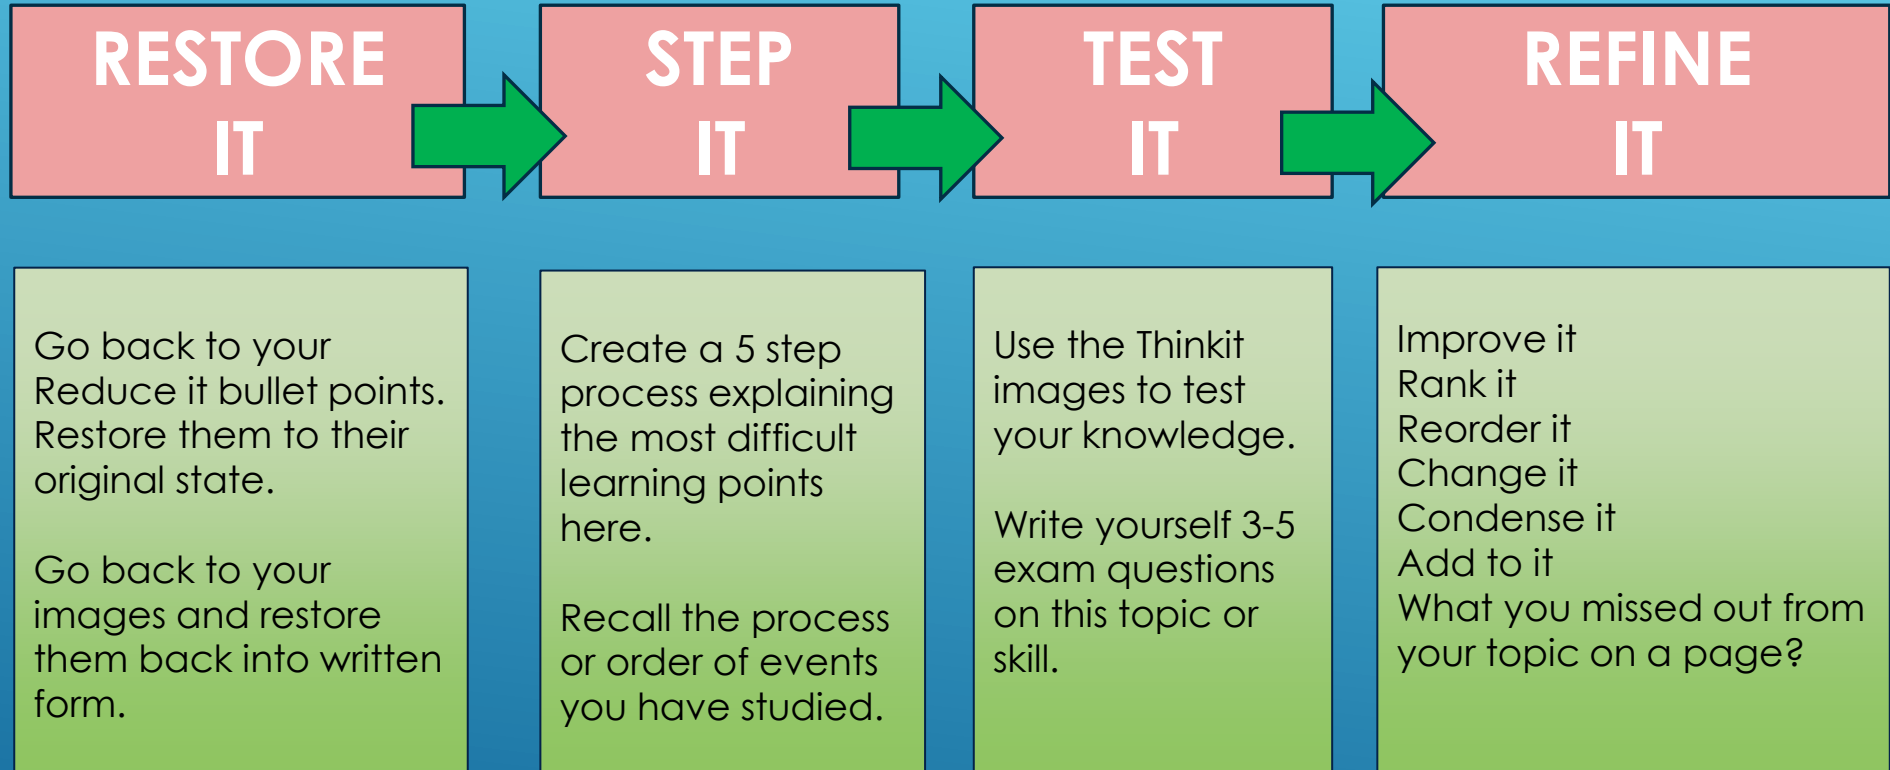 RESTORE
IT
STEP
IT
TEST
IT
REFINE
IT
Go back to your
Reduce it bullet points.
Restore them to their
original state.
Go back to your
images and restore
them back into written
form.
Create a 5 step
process explaining
the most difficult
learning points
here.
Recall the process
or order of events
you have studied.
Use the Thinkit
images to test
your knowledge.
Write yourself 3-5
exam questions
on this topic or
skill.
Improve it
Rank it
Reorder it
Change it
Condense it
Add to it
What you missed out from
your topic on a page?